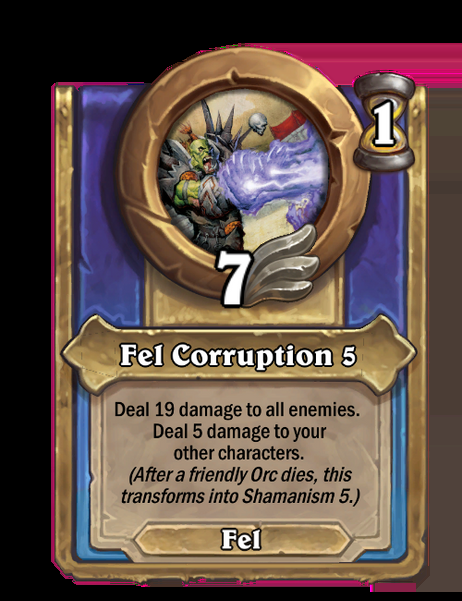 1
7
Fel Corruption 5
Deal 19 damage to all enemies.
Deal 5 damage to your
other characters.
(After a friendly Orc dies, this
transforms into Shamanism 5.)
Fel